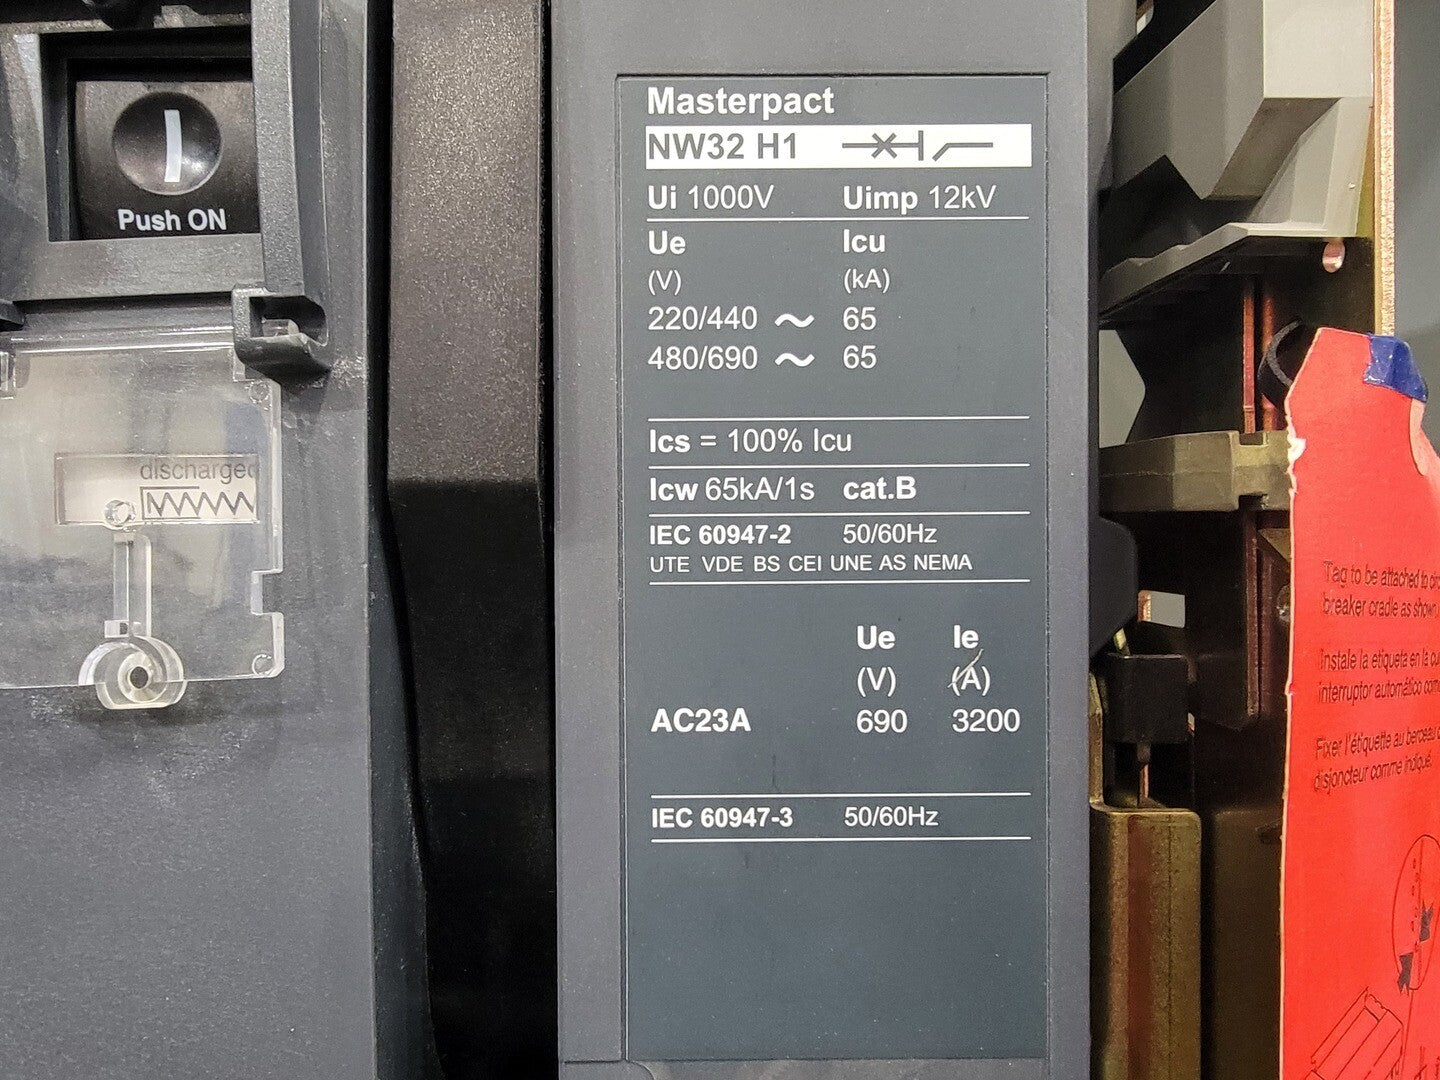 I
Push ON
discharged
Masterpact
NW32 H1
Ui 1000V Uimp 12kV
Ue Icu
(V) (kA)
220/440 ~ 65
480/690 ~ 65
Ics = 100% Icu
Icw 65kA/1s cat.B
IEC 60947-2 50/60Hz
UTE VDE BS CEI UNE AS NEMA
Ue Ie
(V) (A)
AC23A 690 3200
IEC 60947-3 50/60Hz
Tag to be attached to
breaker cradle as shown
Instale la etiqueta en la
interruptor automático
Fixer l'étiquette au berceau
disjoncteur comme indiqué.